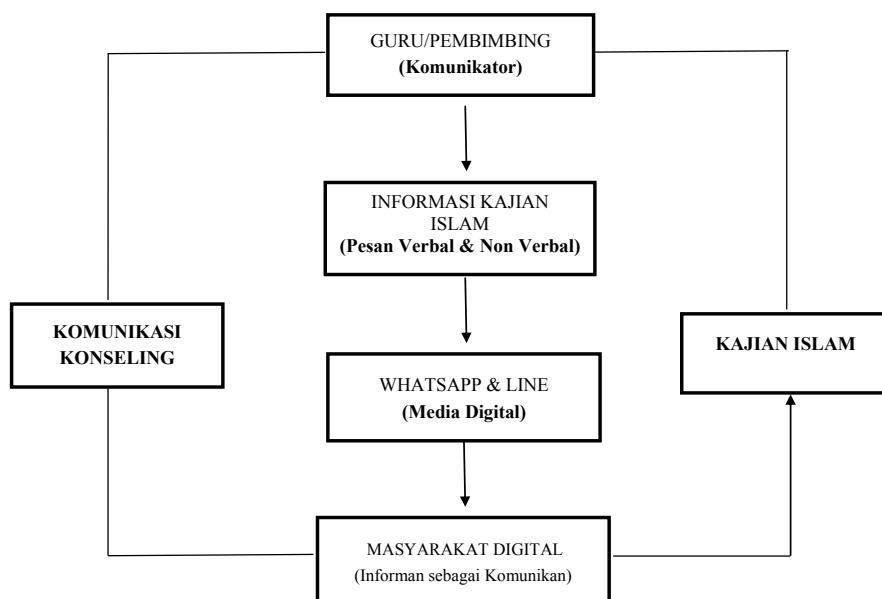 GURU/PEMBIMBING
(Komunikator)
INFORMASI KAJIAN
ISLAM
(Pesan Verbal & Non Verbal)
KOMUNIKASI
KONSELING
KAJIAN ISLAM
WHATSAPP & LINE
(Media Digital)
MASYARAKAT DIGITAL
(Informan sebagai Komunikan)